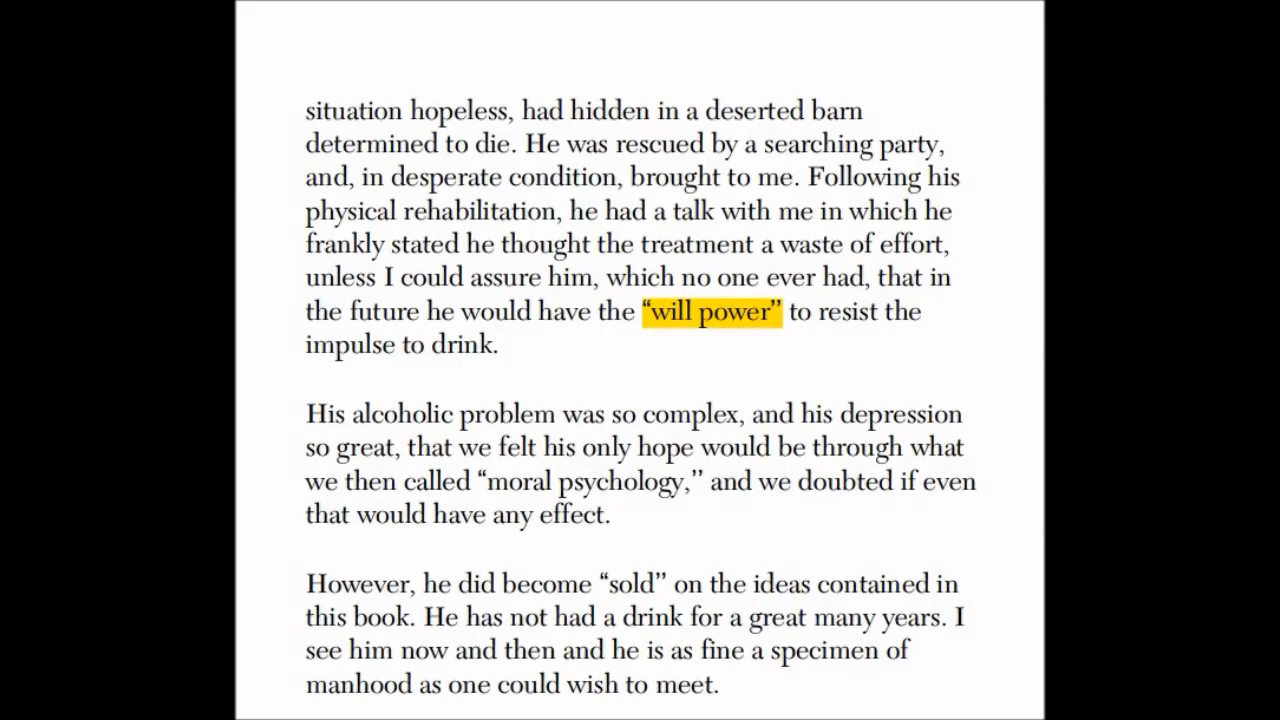 situation hopeless, had hidden in a deserted barn
determined to die. He was rescued by a searching party,
and, in desperate condition, brought to me. Following his
physical rehabilitation, he had a talk with me in which he
frankly stated he thought the treatment a waste of effort,
unless I could assure him, which no one ever had, that in
the future he would have the “will power” to resist the
impulse to drink.
His alcoholic problem was so complex, and his depression
so great, that we felt his only hope would be through what
we then called “moral psychology,” and we doubted if even
that would have any effect.
However, he did become “sold” on the ideas contained in
this book. He has not had a drink for a great many years. I
see him now and then and he is as fine a specimen of
manhood as one could wish to meet.